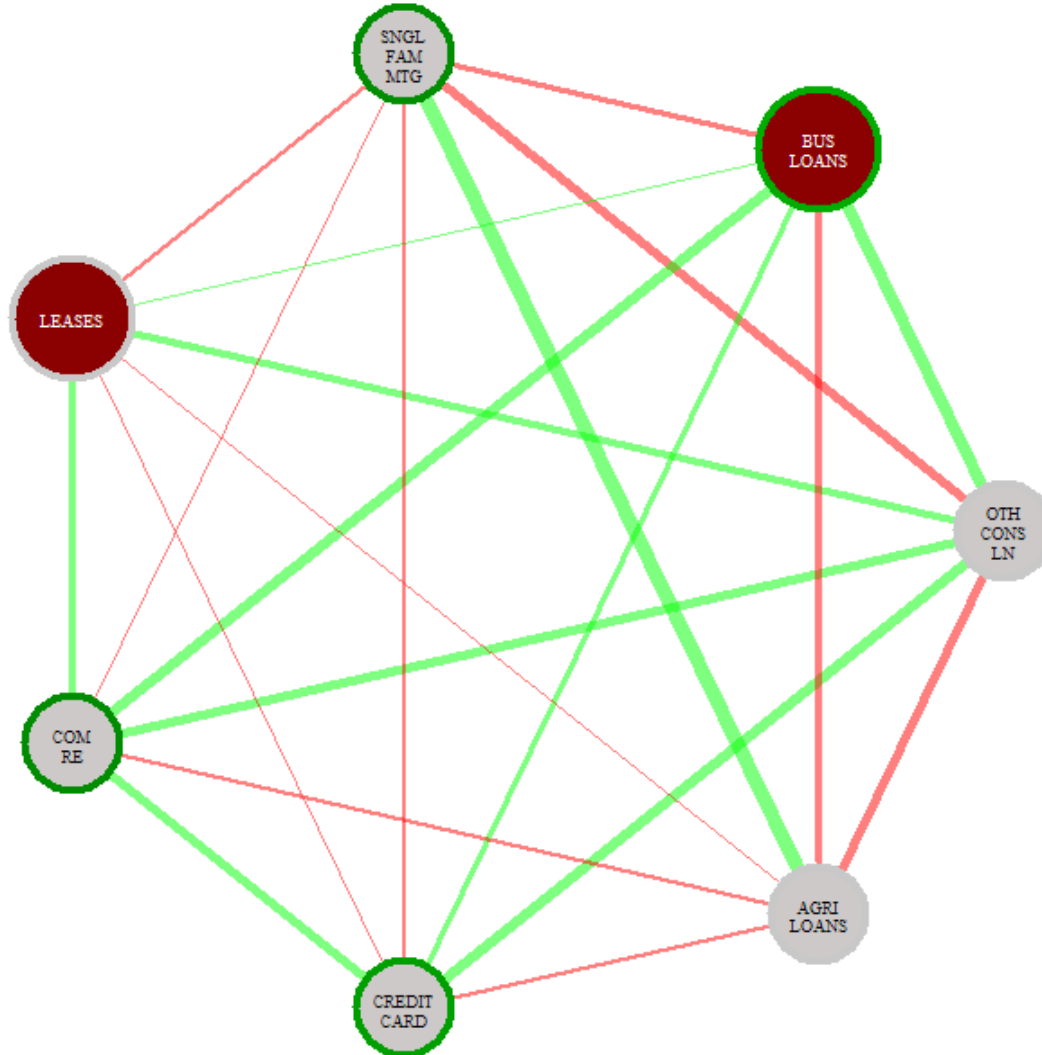 SNGL
FAM
MTG
BUS
LOANS
LEASES
OTH
CONS
LN
COM
RE
AGRI
LOANS
CREDIT
CARD